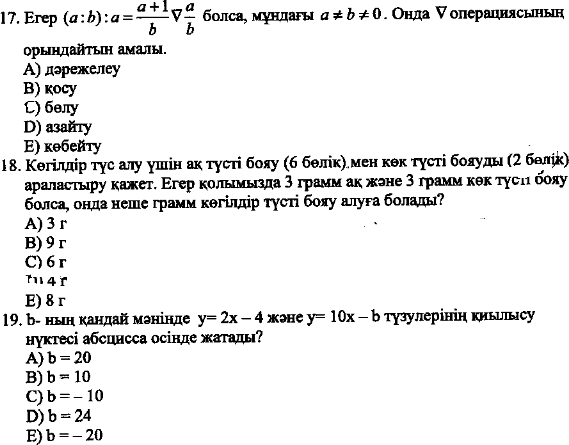 17. Егер (a:b):a = \frac{a+1}{b} ∇ \frac{a}{b} болса, мұндағы a ≠ b ≠ 0. Онда ∇ операциясының
орындайтын амалы.
A) дәрежелеу
B) қосу
C) бөлу
D) азайту
E) көбейту
18. Көгілдір түс алу үшін ақ түсті бояу (6 бөлік) мен көк түсті бояуды (2 бөлік)
араластыру қажет. Егер қолымызда 3 грамм ақ және 3 грамм көк түсті бояу
болса, онда неше грамм көгілдір түсті бояу алуға болады?
A) 3 г
B) 9 г
C) 6 г
4 г
E) 8 г
19. b- ның қандай мәнінде y= 2x – 4 және y= 10x – b түзулерінің қиылысу
нүктесі абсцисса осінде жатады?
A) b = 20
B) b = 10
C) b = – 10
D) b = 24
E) b = – 20